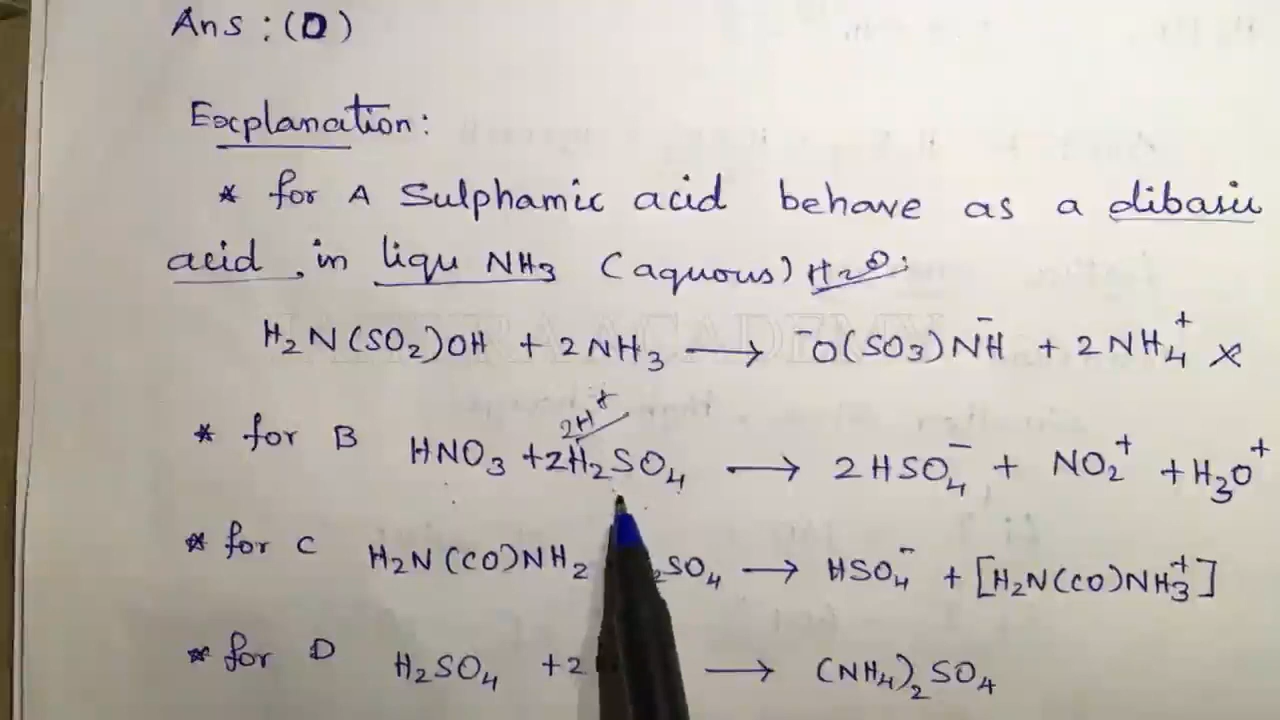 Ans : (D)
Explanation:
* for A Sulphamic acid behave as a dibasic
acid, in liqu NH₃ (aquous) H₂O;
H₂N(SO₂)OH + 2NH₃ → ⁻O(SO₃)N̄H + 2NH₄⁺ ×
2H⁺
* for B HNO₃ + 2H₂SO₄ → 2HSO₄⁻ + NO₂⁺ + H₃O⁺
* for C H₂N(CO)NH₂ ₂SO₄ → HSO₄⁻ + [H₂N(CO)NH₃⁺]
* for D H₂SO₄ + 2 → (NH₄)₂SO₄